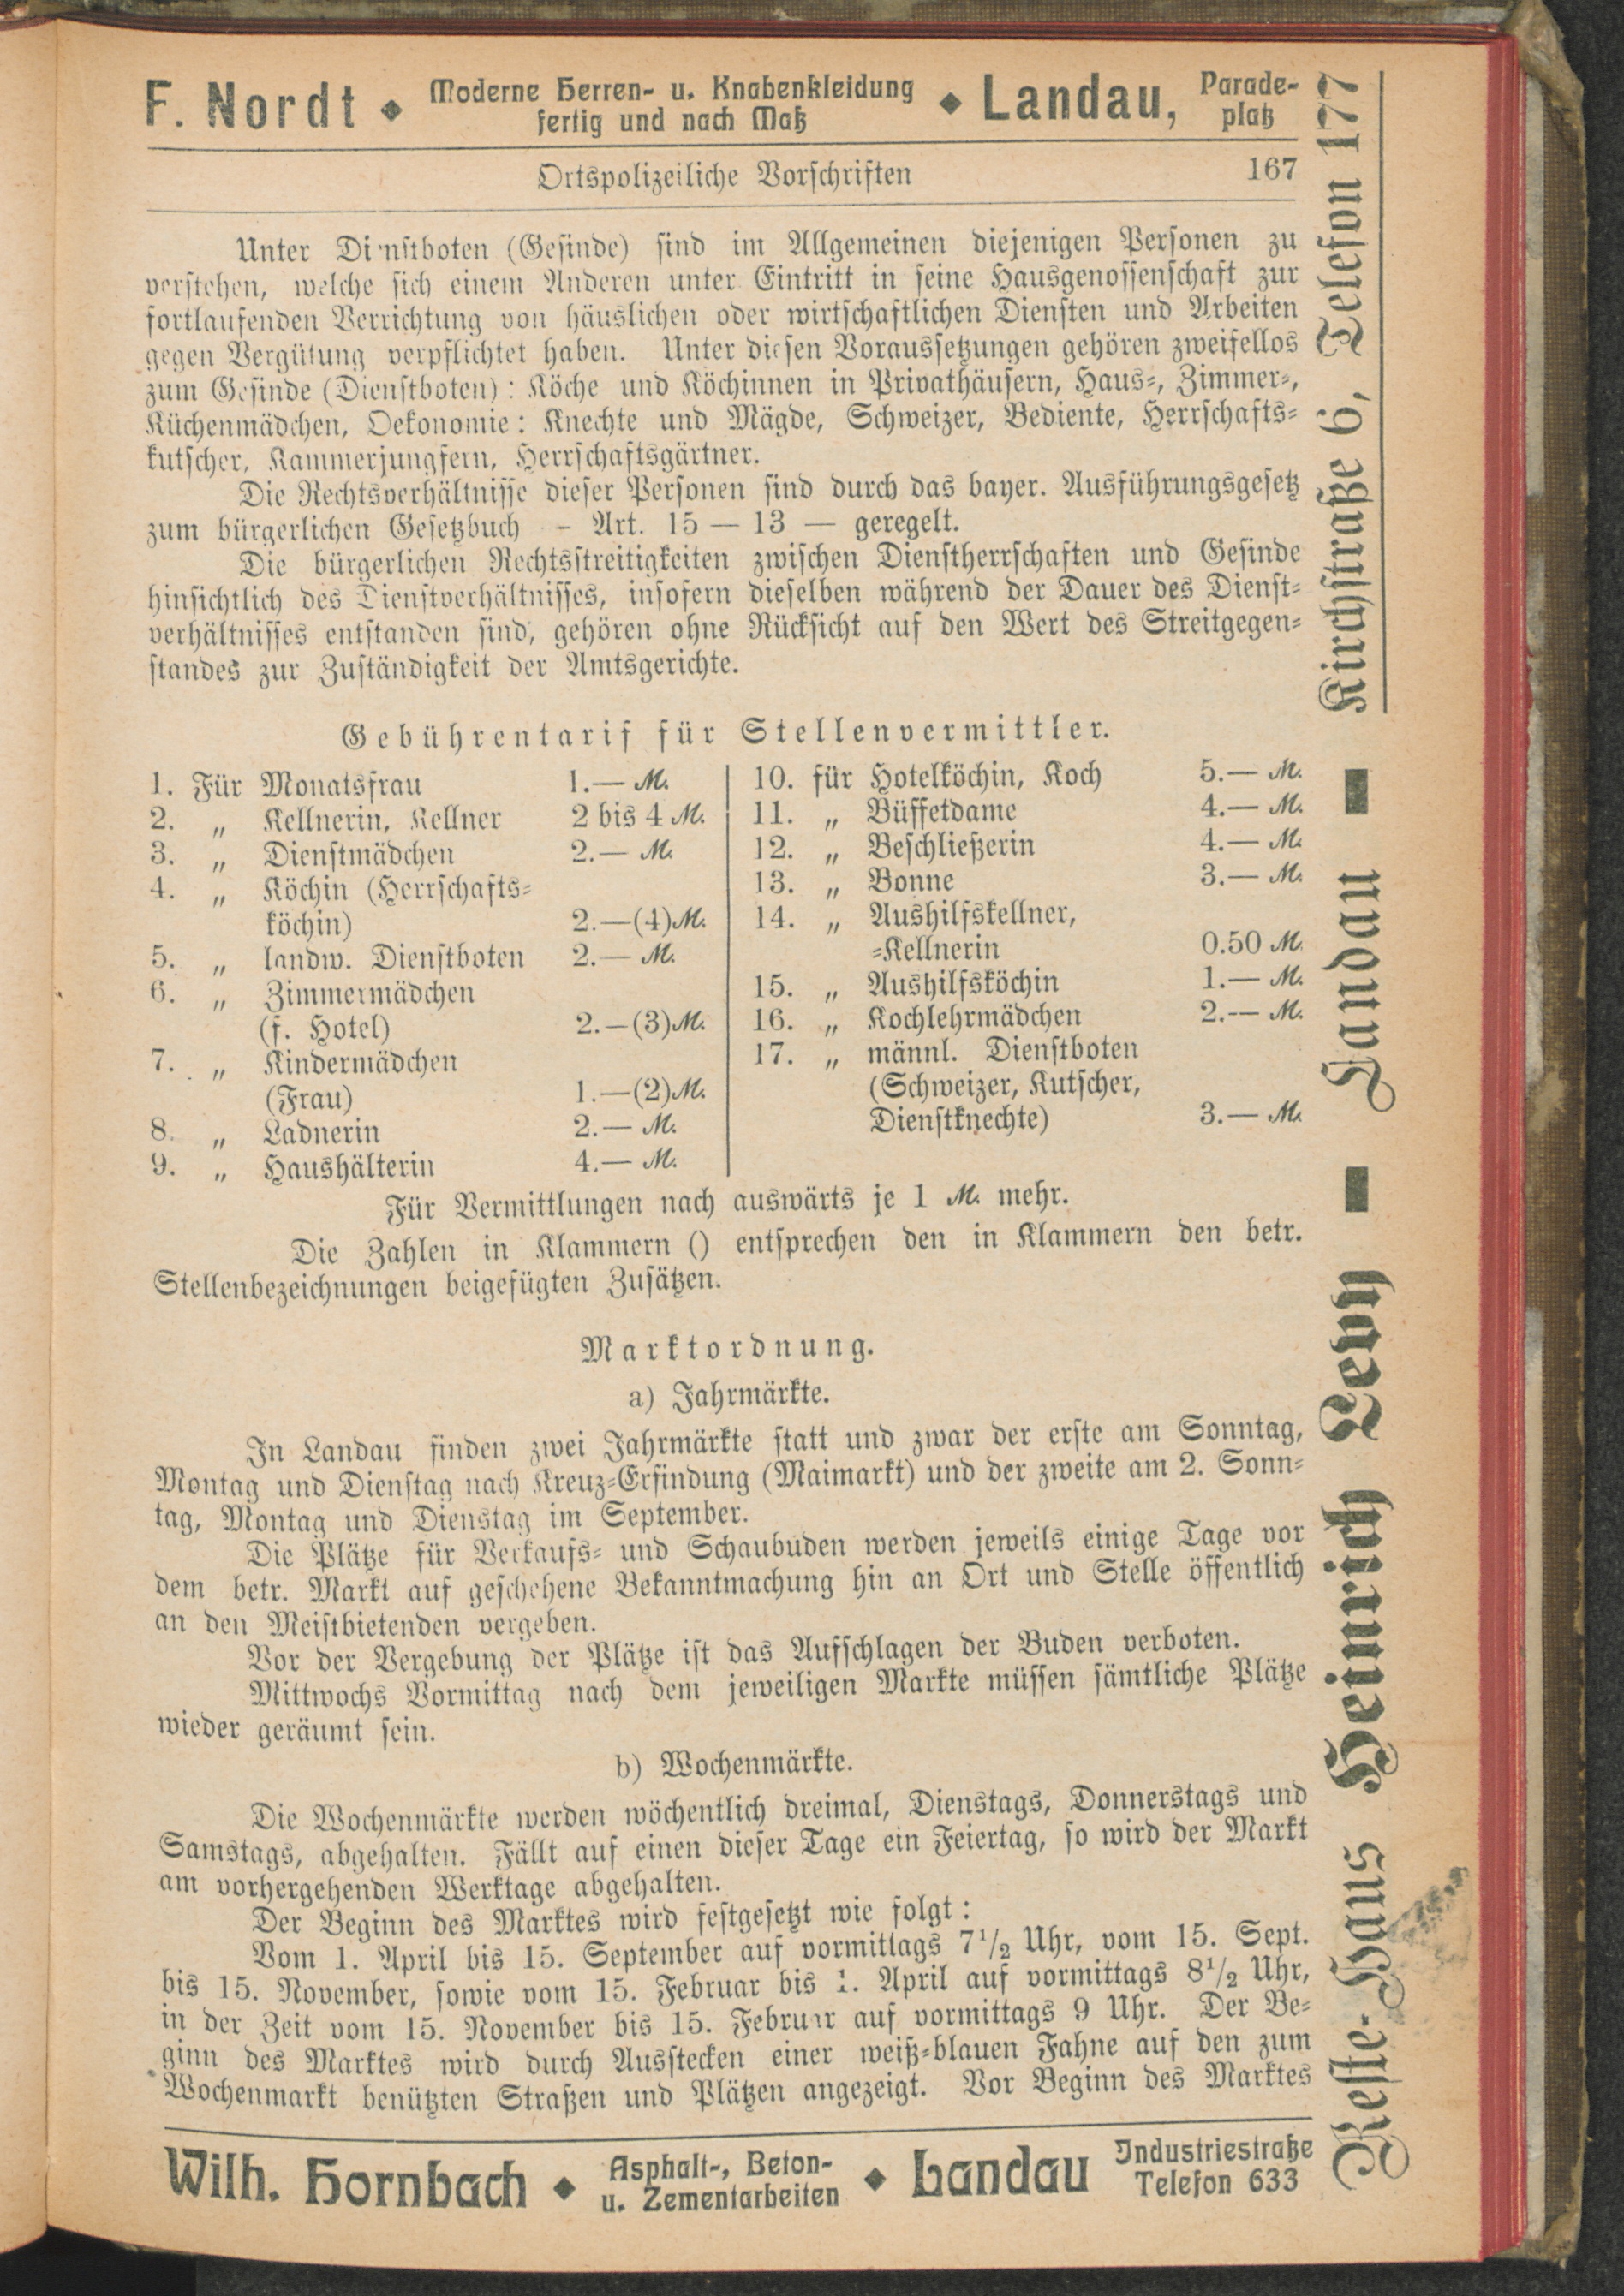 F. Nordt ◆ Moderne Herren- u. Knabenkleidung ◆ Landau, Parade-
fertig und nach Maß platz
Ortspolizeiliche Vorschriften 167
Unter Dienstboten (Gesinde) sind im Allgemeinen diejenigen Personen zu
verstehen, welche sich einem Anderen unter Eintritt in seine Hausgenossenschaft zur
fortlaufenden Verrichtung von häuslichen oder wirtschaftlichen Diensten und Arbeiten
gegen Vergütung verpflichtet haben. Unter diesen Voraussetzungen gehören zweifellos
zum Gesinde (Dienstboten): Köche und Köchinnen in Privathäusern, Haus-, Zimmer-,
Küchenmädchen, Oekonomie: Knechte und Mägde, Schweizer, Bediente, Herrschafts-
kutscher, Kammerjungfern, Herrschaftsgärtner.
Die Rechtsverhältnisse dieser Personen sind durch das bayer. Ausführungsgesetz
zum bürgerlichen Gesetzbuch – Art. 15 — 13 — geregelt.
Die bürgerlichen Rechtsstreitigkeiten zwischen Dienstherrschaften und Gesinde
hinsichtlich des Dienstverhältnisses, insofern dieselben während der Dauer des Dienst-
verhältnisses entstanden sind, gehören ohne Rücksicht auf den Wert des Streitgegen-
standes zur Zuständigkeit der Amtsgerichte.
Gebührentarif für Stellenvermittler.
1. Für Monatsfrau 1.— M.
2. „ Kellnerin, Kellner 2 bis 4 M.
3. „ Dienstmädchen 2.— M.
4. „ Köchin (Herrschafts-
köchin) 2.—(4) M.
5. „ landw. Dienstboten 2.— M.
6. „ Zimmermädchen
(f. Hotel) 2.—(3) M.
7. „ Kindermädchen
(Frau) 1.—(2) M.
8. „ Ladnerin 2.— M.
9. „ Haushälterin 4.— M.
10. für Hotelköchin, Koch 5.— M.
11. „ Büffetdame 4.— M.
12. „ Beschließerin 4.— M.
13. „ Bonne 3.— M.
14. „ Aushilfskellner,
-Kellnerin 0.50 M.
15. „ Aushilfsköchin 1.— M.
16. „ Kochlehrmädchen 2.— M.
17. „ männl. Dienstboten
(Schweizer, Kutscher,
Dienstknechte) 3.— M.
Für Vermittlungen nach auswärts je 1 M. mehr.
Die Zahlen in Klammern () entsprechen den in Klammern den betr.
Stellenbezeichnungen beigefügten Zusätzen.
Marktordnung.
a) Jahrmärkte.
In Landau finden zwei Jahrmärkte statt und zwar der erste am Sonntag,
Montag und Dienstag nach Kreuz-Erfindung (Maimarkt) und der zweite am 2. Sonn-
tag, Montag und Dienstag im September.
Die Plätze für Verkaufs- und Schaubuden werden jeweils einige Tage vor
dem betr. Markt auf geschehene Bekanntmachung hin an Ort und Stelle öffentlich
an den Meistbietenden vergeben.
Vor der Vergebung der Plätze ist das Aufschlagen der Buden verboten.
Mittwochs Vormittag nach dem jeweiligen Markte müssen sämtliche Plätze
wieder geräumt sein.
b) Wochenmärkte.
Die Wochenmärkte werden wöchentlich dreimal, Dienstags, Donnerstags und
Samstags, abgehalten. Fällt auf einen dieser Tage ein Feiertag, so wird der Markt
am vorhergehenden Werktage abgehalten.
Der Beginn des Marktes wird festgesetzt wie folgt:
Vom 1. April bis 15. September auf vormittags 7¹/₂ Uhr, vom 15. Sept.
bis 15. November, sowie vom 15. Februar bis 1. April auf vormittags 8¹/₂ Uhr,
in der Zeit vom 15. November bis 15. Februar auf vormittags 9 Uhr. Der Be-
ginn des Marktes wird durch Ausstecken einer weiß-blauen Fahne auf den zum
Wochenmarkt benützten Straßen und Plätzen angezeigt. Vor Beginn des Marktes
Wilh. Hornbach ◆ Asphalt-, Beton- ◆ Landau Industriestraße
u. Zementarbeiten Telefon 633
Reste-Haus Heinrich Levy – Landau – Kirchstraße 6, Telefon 177